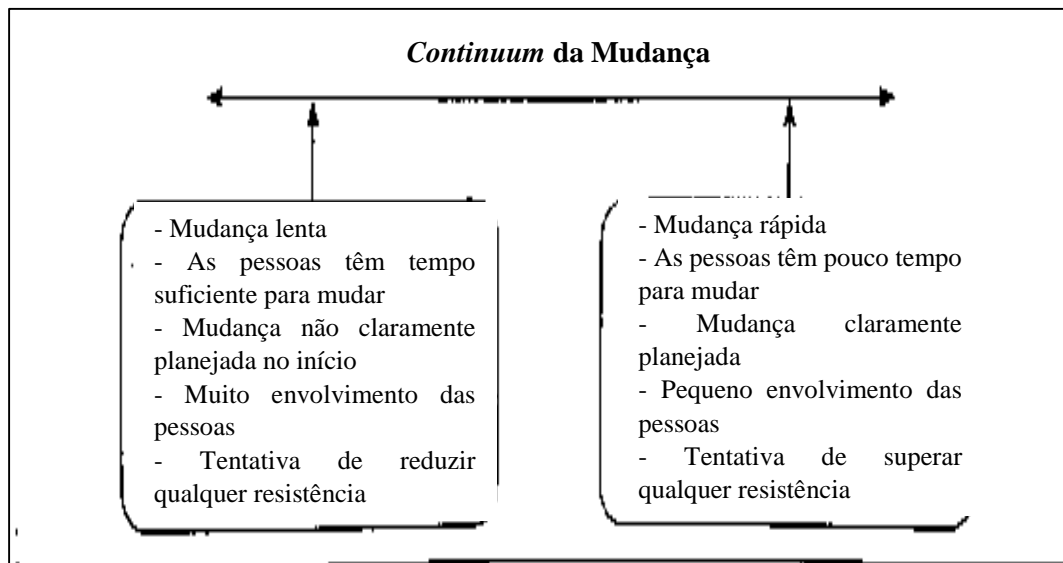 Continuum da Mudança
- Mudança lenta
- As pessoas têm tempo
suficiente para mudar
- Mudança não claramente
planejada no início
- Muito envolvimento das
pessoas
- Tentativa de reduzir
qualquer resistência
- Mudança rápida
- As pessoas têm pouco tempo
para mudar
- Mudança claramente
planejada
- Pequeno envolvimento das
pessoas
- Tentativa de superar
qualquer resistência